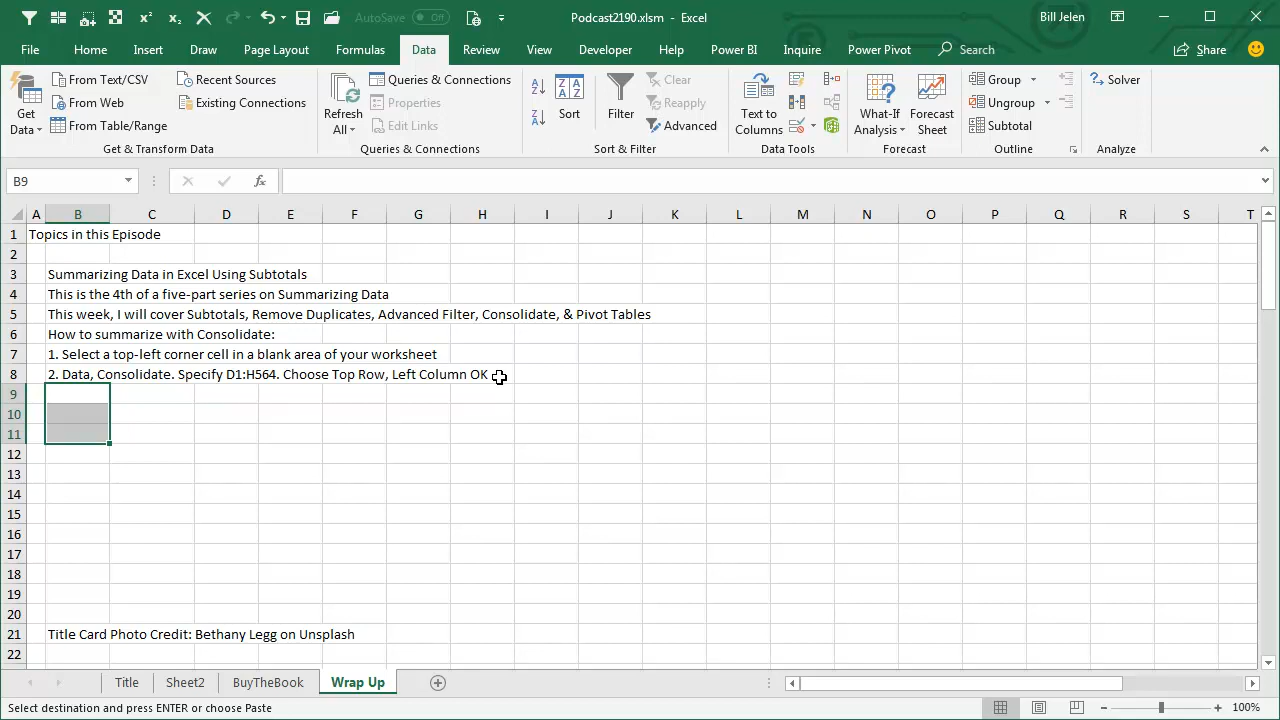 x² x₂ AutoSave Off Podcast2190.xlsm - Excel Bill Jelen
File Home Insert Draw Page Layout Formulas Data Review View Developer Help Power BI Inquire Power Pivot Search Share
Get Data
From Text/CSV
From Web
From Table/Range
Recent Sources
Existing Connections
Get & Transform Data
Refresh All
Queries & Connections
Properties
Edit Links
Queries & Connections
Sort
Filter
Clear
Reapply
Advanced
Sort & Filter
Text to Columns
Data Tools
What-If Analysis
Forecast Sheet
Forecast
Group
Ungroup
Subtotal
Outline
Solver
Analyze
B9 fx
A B C D E F G H I J K L M N O P Q R S T
1 Topics in this Episode
2
3 Summarizing Data in Excel Using Subtotals
4 This is the 4th of a five-part series on Summarizing Data
5 This week, I will cover Subtotals, Remove Duplicates, Advanced Filter, Consolidate, & Pivot Tables
6 How to summarize with Consolidate:
7 1. Select a top-left corner cell in a blank area of your worksheet
8 2. Data, Consolidate. Specify D1:H564. Choose Top Row, Left Column OK
9
10
11
12
13
14
15
16
17
18
19
20
21 Title Card Photo Credit: Bethany Legg on Unsplash
22
Title Sheet2 BuyTheBook Wrap Up
Select destination and press ENTER or choose Paste 100%